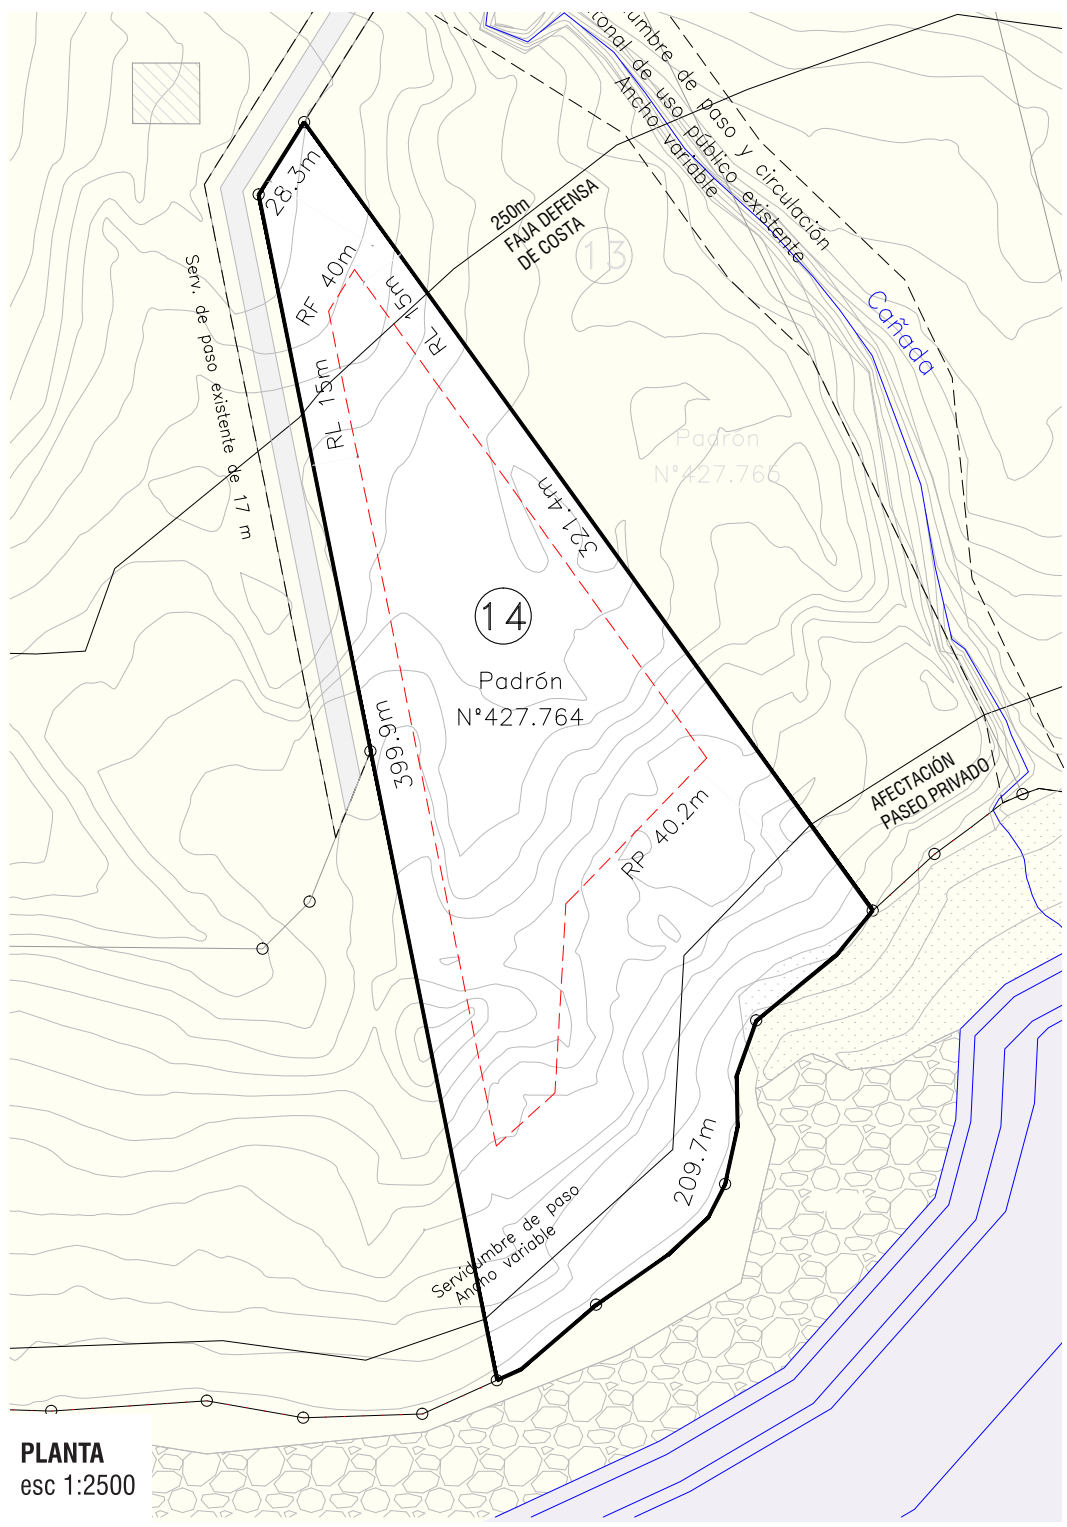 umbre de paso y circulación
tonal de uso público existente
Ancho variable
28.3m
250m
FAJA DEFENSA
DE COSTA
13
Cañada
RF 40m
RL 15m
RL 15m
Serv. de paso existente de 17 m
Padrón
N°427.765
321.4m
14
Padrón
N°427.764
399.9m
AFECTACIÓN
PASEO PRIVADO
RP 40.2m
209.7m
Servidumbre de paso
Ancho variable
PLANTA
esc 1:2500